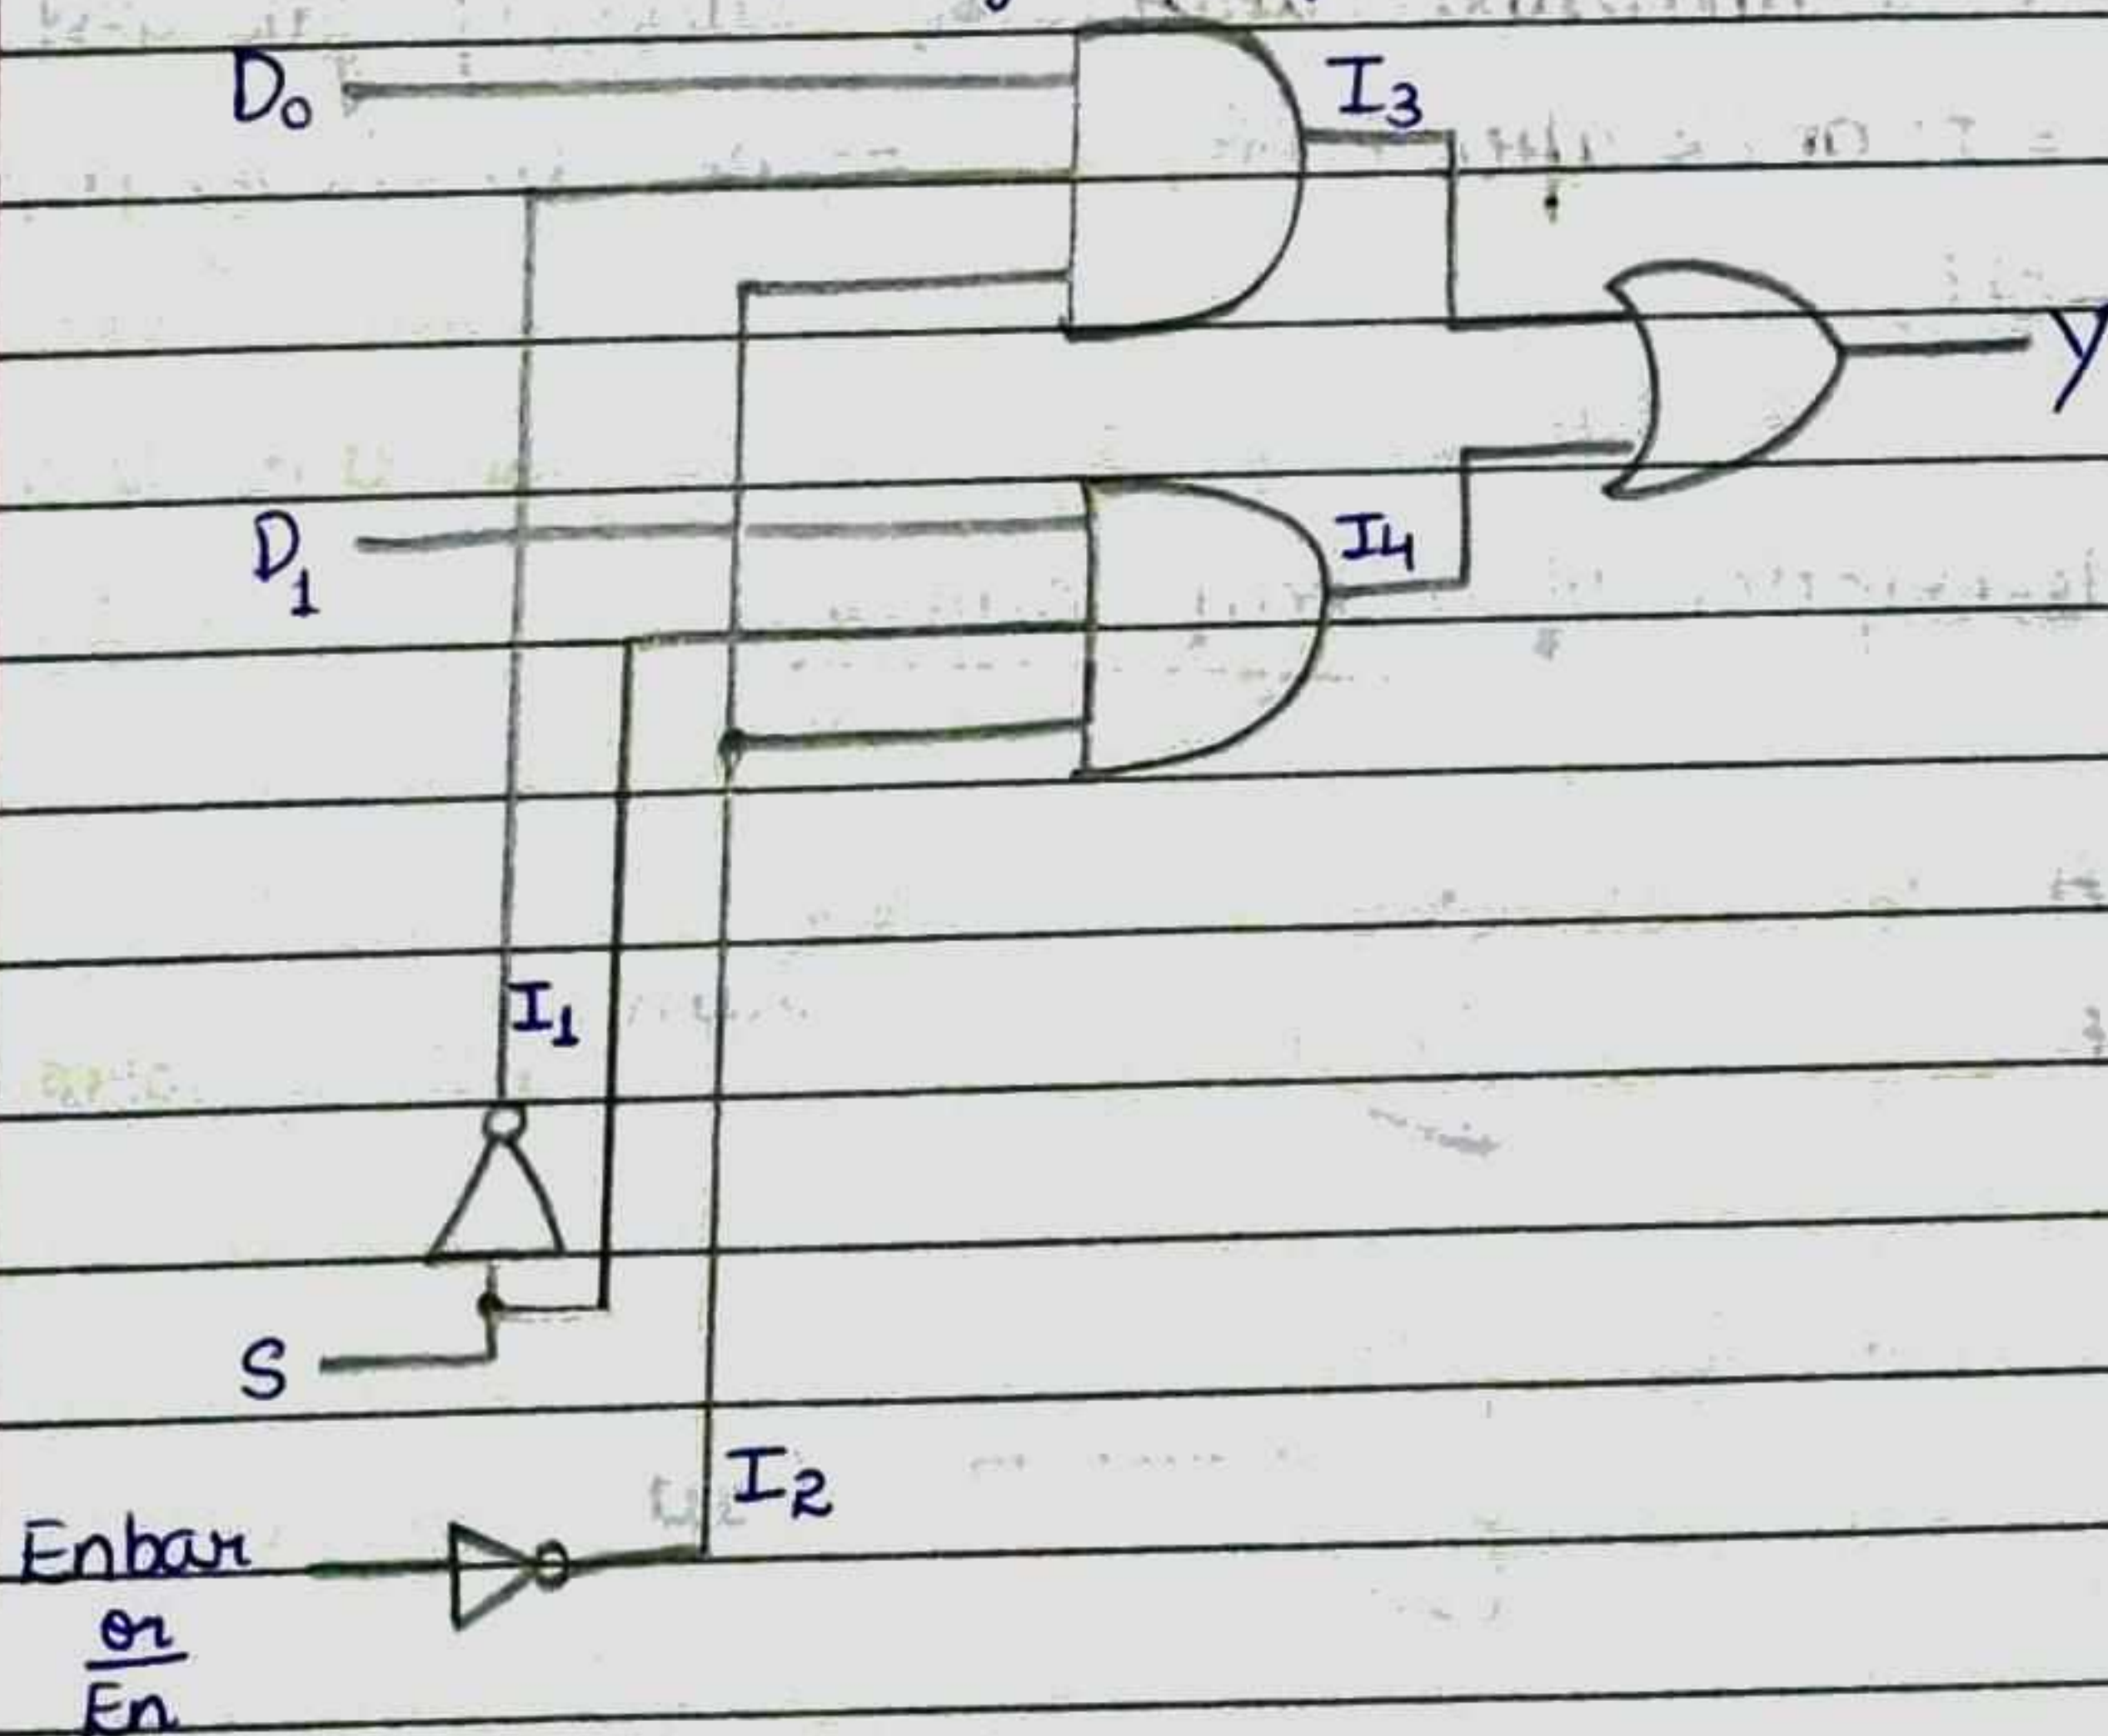 D₀
I₃
Y
D₁
I₄
I₁
S
I₂
Enbar
or
En